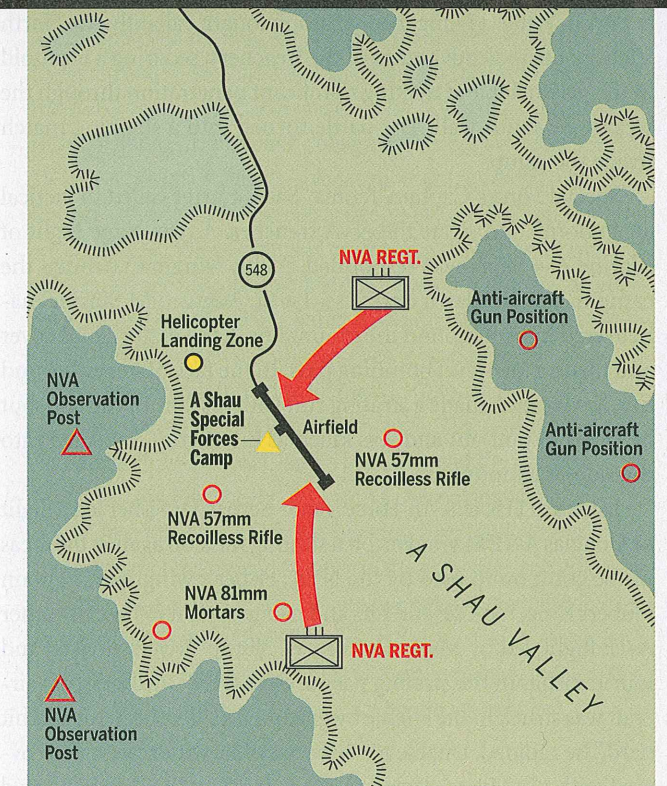 NVA REGT.
548
Anti-aircraft
Gun Position
Helicopter
Landing Zone
NVA
Observation
Post
A Shau
Special
Forces
Camp
Airfield
Anti-aircraft
Gun Position
NVA 57mm
Recoilless Rifle
NVA 57mm
Recoilless Rifle
A SHAU VALLEY
NVA 81mm
Mortars
NVA REGT.
NVA
Observation
Post